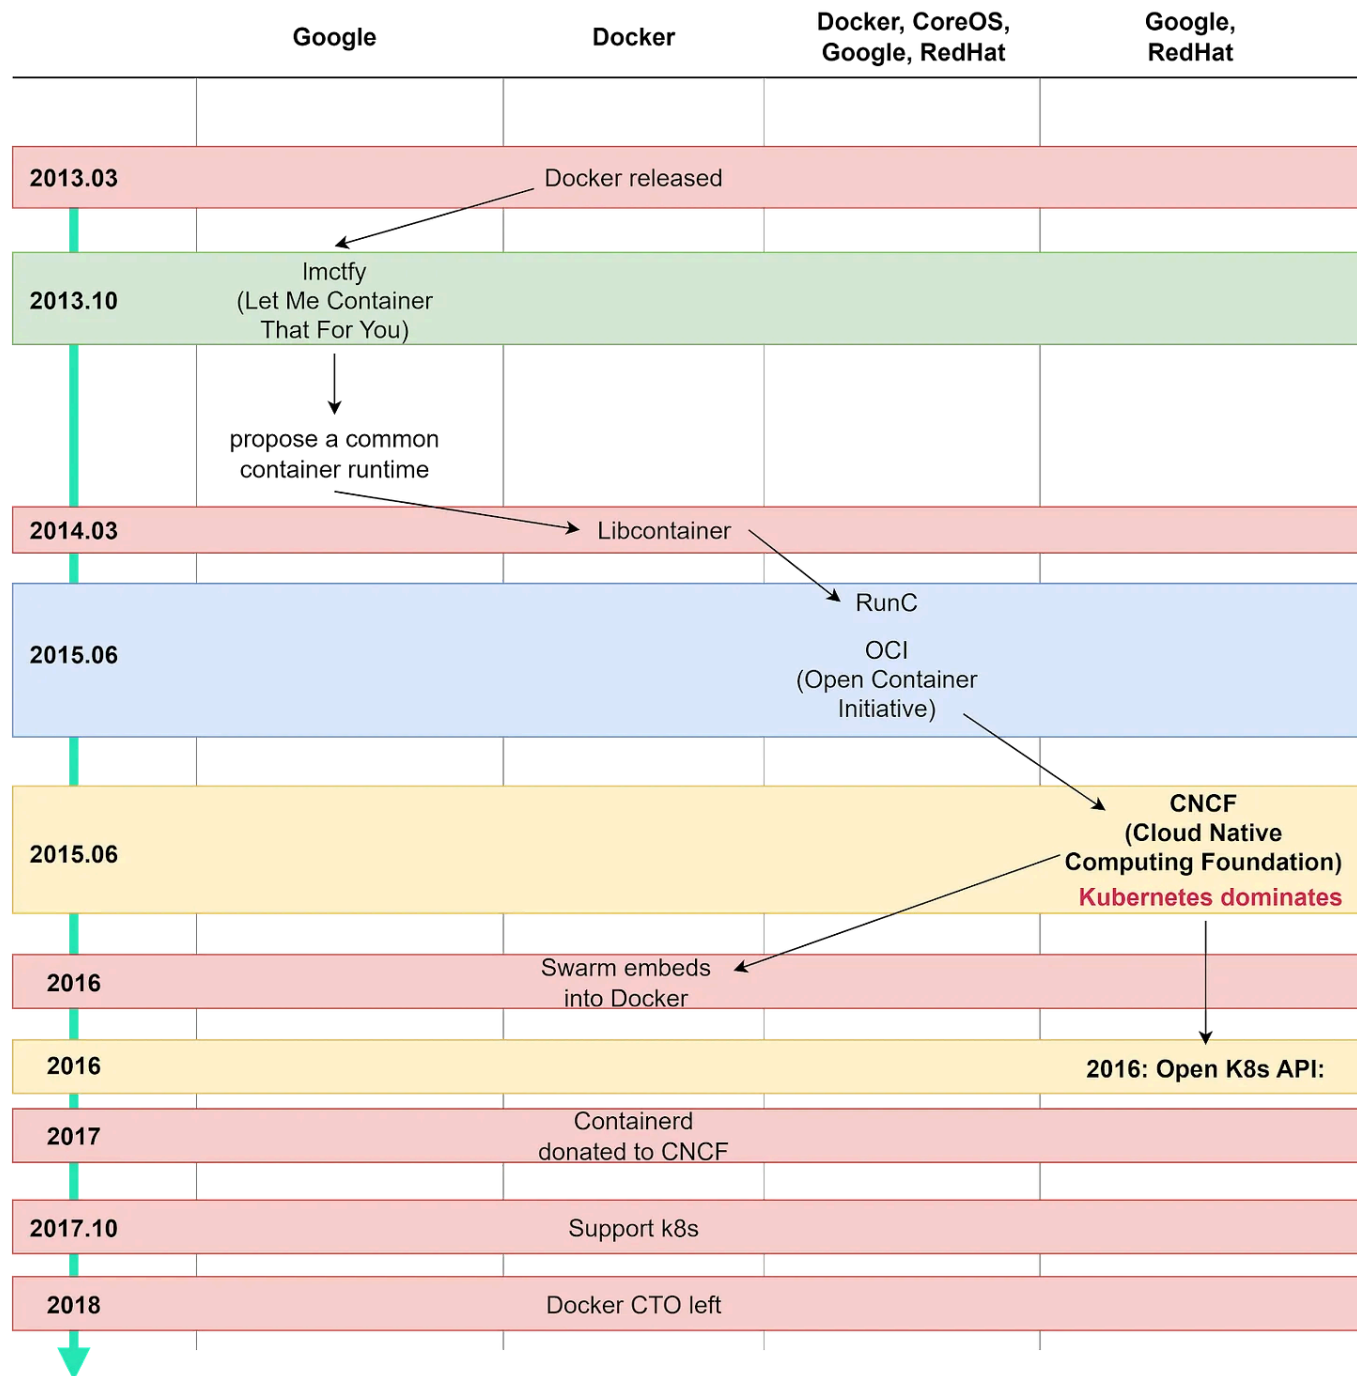 Google
Docker
Docker, CoreOS,
Google, RedHat
Google,
RedHat
2013.03
Docker released
2013.10
lmctfy
(Let Me Container
That For You)
propose a common
container runtime
2014.03
Libcontainer
2015.06
RunC
OCI
(Open Container
Initiative)
2015.06
CNCF
(Cloud Native
Computing Foundation)
Kubernetes dominates
2016
Swarm embeds
into Docker
2016
2016: Open K8s API:
2017
Containerd
donated to CNCF
2017.10
Support k8s
2018
Docker CTO left